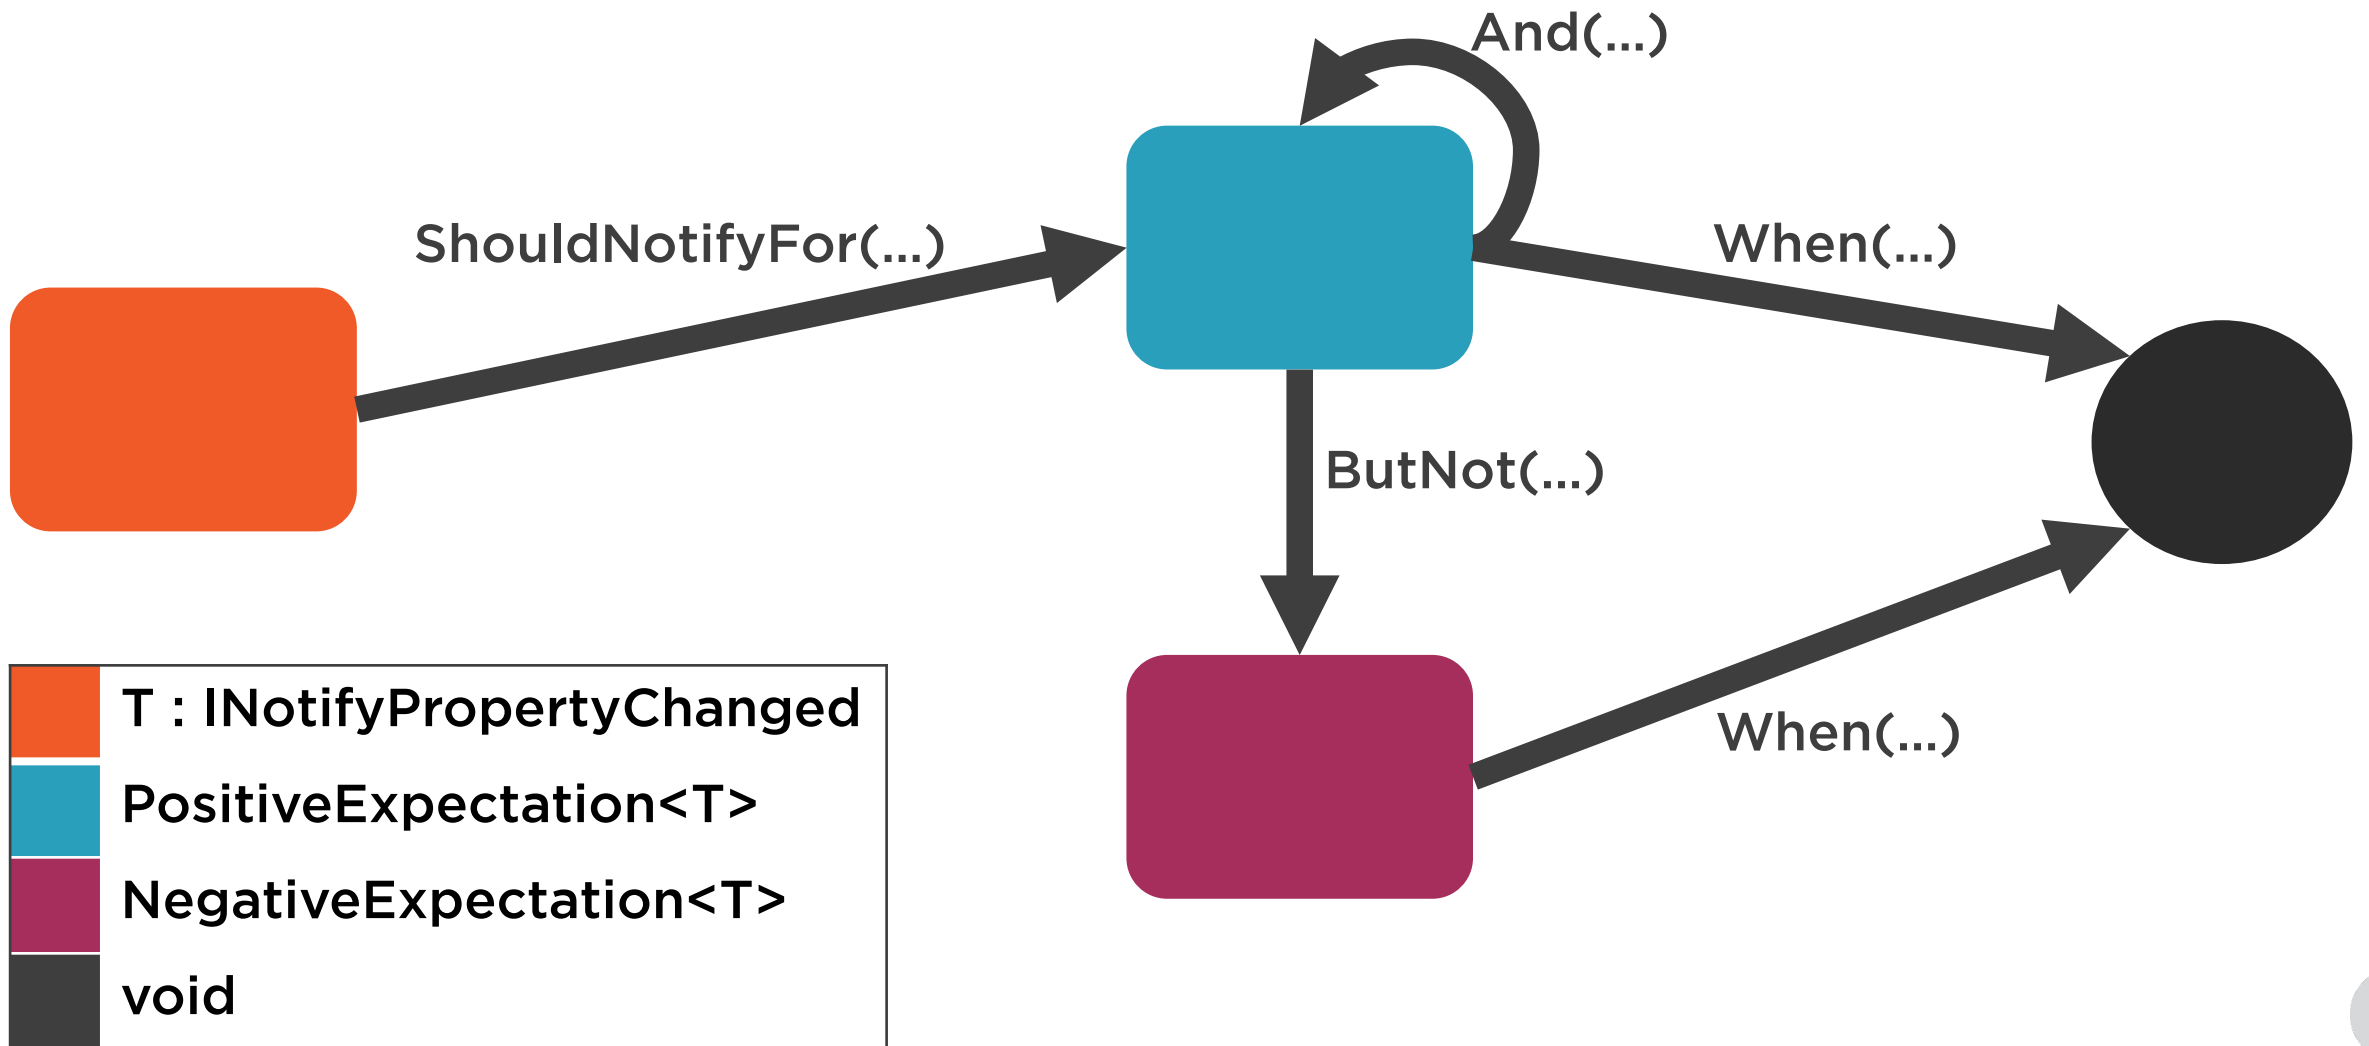 And(...)
ShouldNotifyFor(...)
When(...)
ButNot(...)
When(...)
T : INotifyPropertyChanged
PositiveExpectation<T>
NegativeExpectation<T>
void